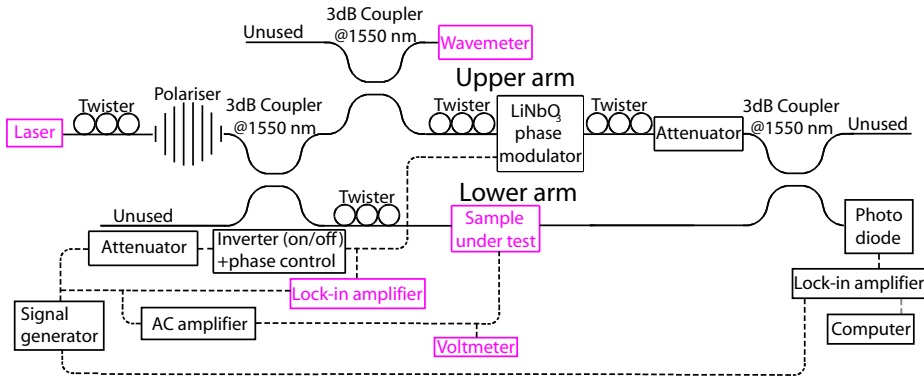 3dB Coupler
@1550 nm
Unused
Wavemeter
Upper arm
Polariser
Twister
3dB Coupler
@1550 nm
Twister
LiNbO3
phase
modulator
Twister
3dB Coupler
@1550 nm
Laser
Attenuator
Unused
Twister
Lower arm
Unused
Sample
under test
Photo
diode
Attenuator
Inverter (on/off)
+phase control
Lock-in amplifier
Lock-in amplifier
Signal
generator
AC amplifier
Computer
Voltmeter